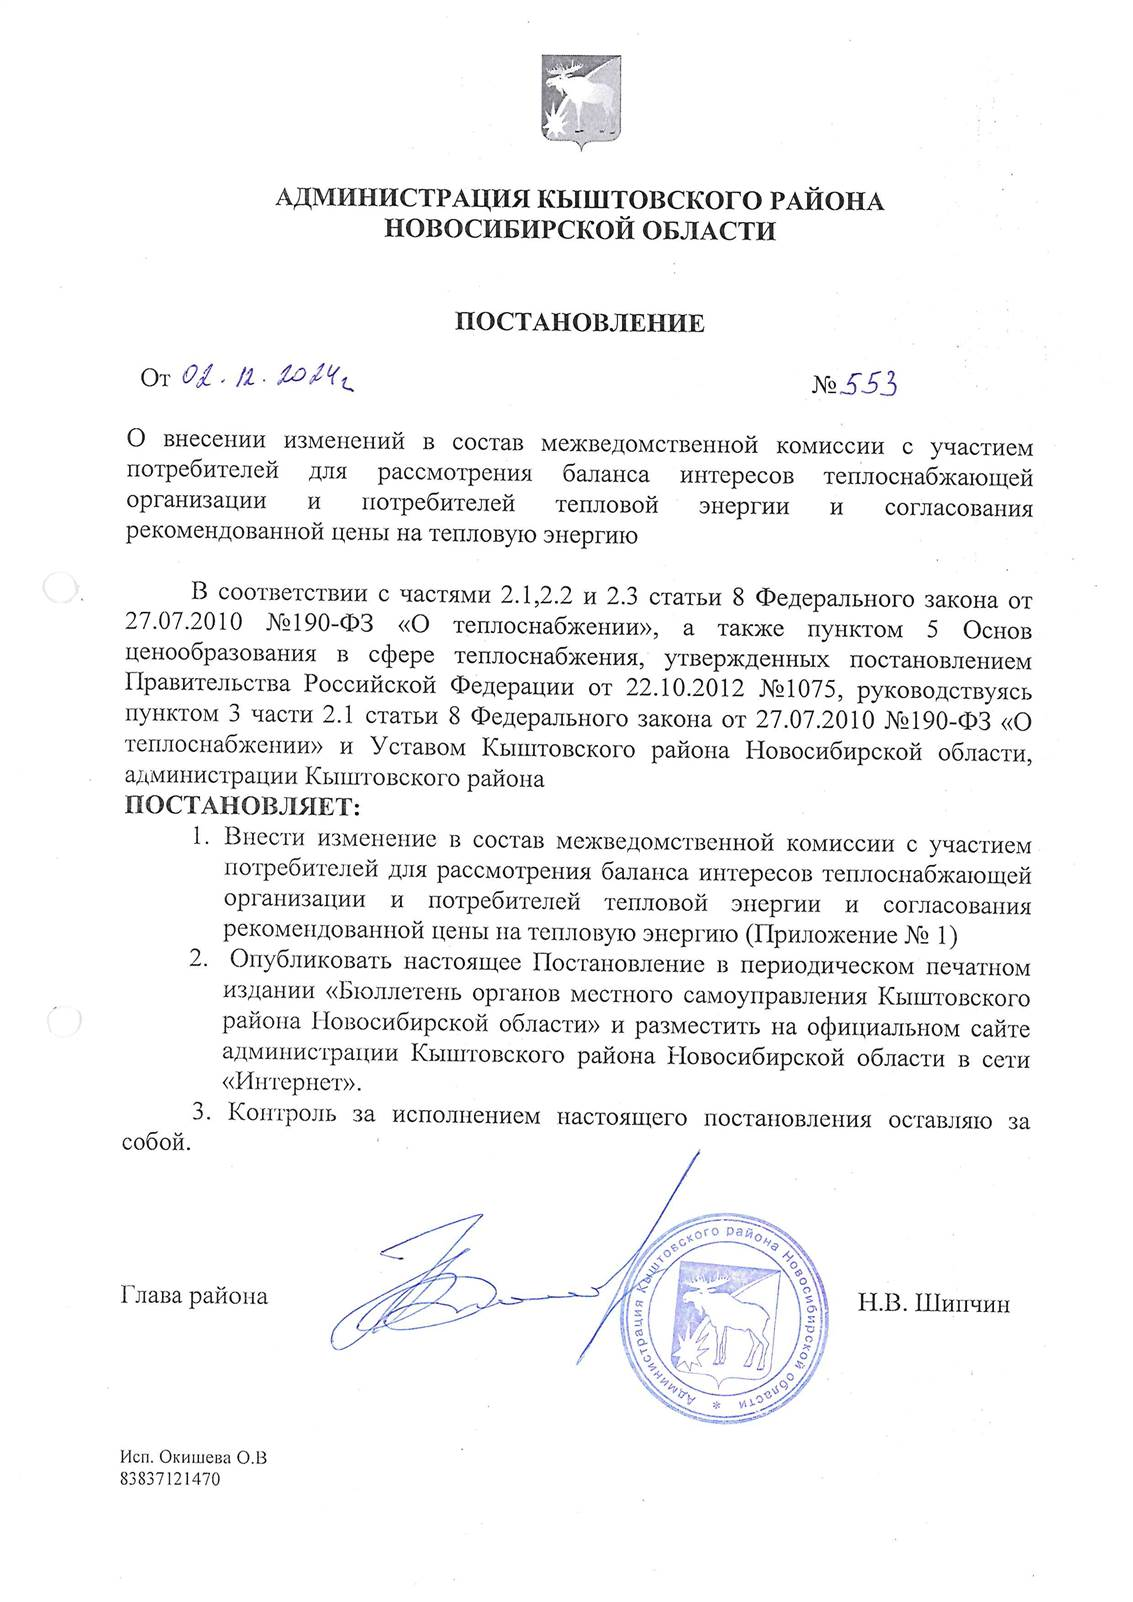 АДМИНИСТРАЦИЯ КЫШТОВСКОГО РАЙОНА
НОВОСИБИРСКОЙ ОБЛАСТИ
ПОСТАНОВЛЕНИЕ
От 02.12.2024г № 553
О внесении изменений в состав межведомственной комиссии с участием
потребителей для рассмотрения баланса интересов теплоснабжающей
организации и потребителей тепловой энергии и согласования
рекомендованной цены на тепловую энергию
В соответствии с частями 2.1,2.2 и 2.3 статьи 8 Федерального закона от
27.07.2010 №190-ФЗ «О теплоснабжении», а также пунктом 5 Основ
ценообразования в сфере теплоснабжения, утвержденных постановлением
Правительства Российской Федерации от 22.10.2012 №1075, руководствуясь
пунктом 3 части 2.1 статьи 8 Федерального закона от 27.07.2010 №190-ФЗ «О
теплоснабжении» и Уставом Кыштовского района Новосибирской области,
администрации Кыштовского района
ПОСТАНОВЛЯЕТ:
1. Внести изменение в состав межведомственной комиссии с участием
потребителей для рассмотрения баланса интересов теплоснабжающей
организации и потребителей тепловой энергии и согласования
рекомендованной цены на тепловую энергию (Приложение № 1)
2. Опубликовать настоящее Постановление в периодическом печатном
издании «Бюллетень органов местного самоуправления Кыштовского
района Новосибирской области» и разместить на официальном сайте
администрации Кыштовского района Новосибирской области в сети
«Интернет».
3. Контроль за исполнением настоящего постановления оставляю за
собой.
Глава района
Администрация Кыштовского района Новосибирской области *
Н.В. Шипчин
Исп. Окишева О.В
83837121470